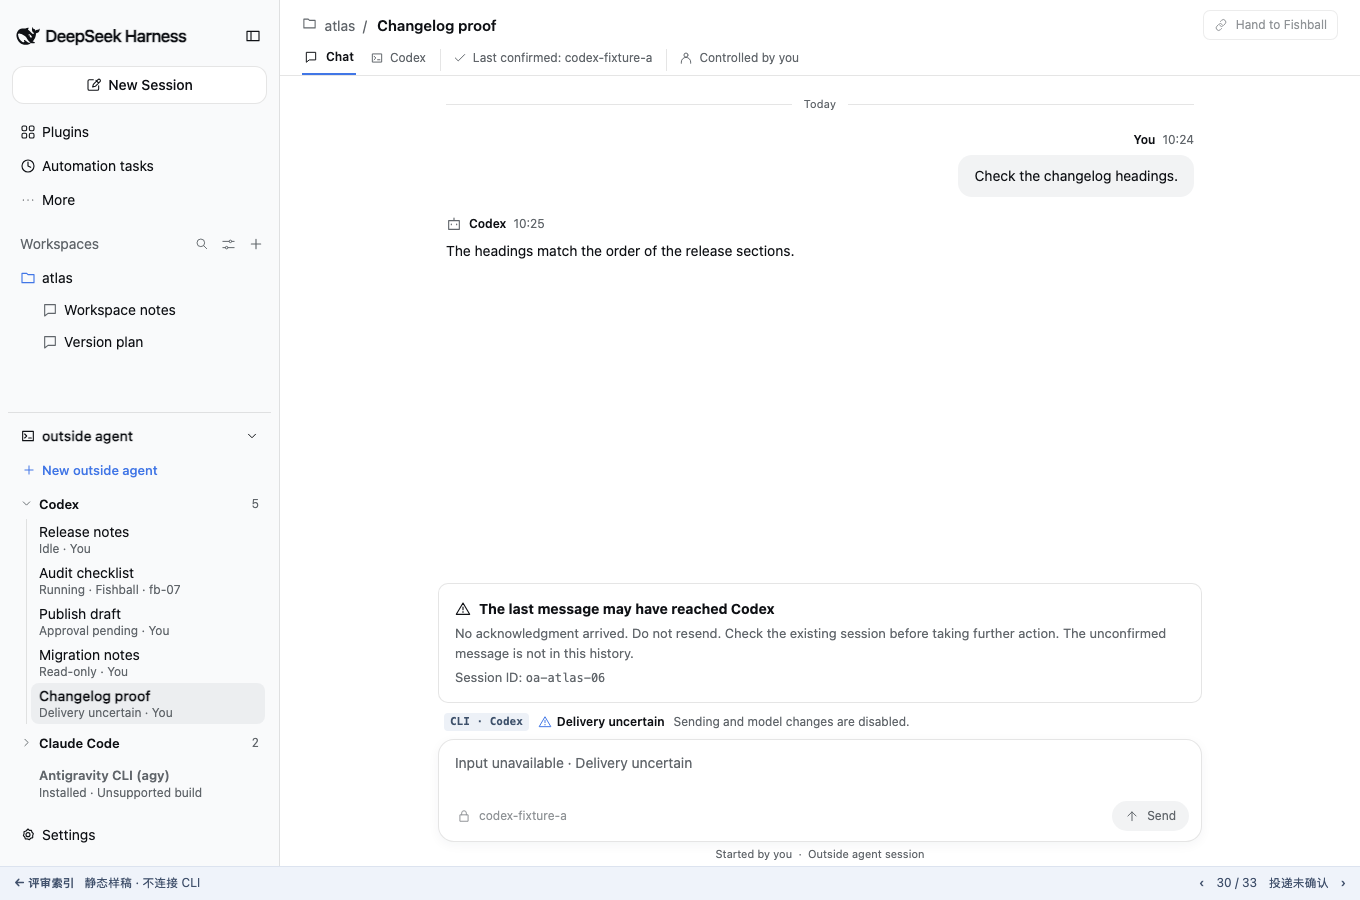 DeepSeek Harness
New Session
Plugins
Automation tasks
More
Workspaces
atlas
Workspace notes
Version plan
outside agent
New outside agent
Codex 5
Release notes
Idle · You
Audit checklist
Running · Fishball · fb-07
Publish draft
Approval pending · You
Migration notes
Read-only · You
Changelog proof
Delivery uncertain · You
Claude Code 2
Antigravity CLI (agy)
Installed · Unsupported build
Settings
atlas / Changelog proof
Hand to Fishball
Chat Codex Last confirmed: codex-fixture-a Controlled by you
Today
You 10:24
Check the changelog headings.
Codex 10:25
The headings match the order of the release sections.
The last message may have reached Codex
No acknowledgment arrived. Do not resend. Check the existing session before taking further action. The unconfirmed
message is not in this history.
Session ID: oa-atlas-06
CLI · Codex Delivery uncertain Sending and model changes are disabled.
Input unavailable · Delivery uncertain
codex-fixture-a
Send
Started by you · Outside agent session
← 评审索引 静态样稿 · 不连接 CLI
‹ 30 / 33 投递未确认 ›